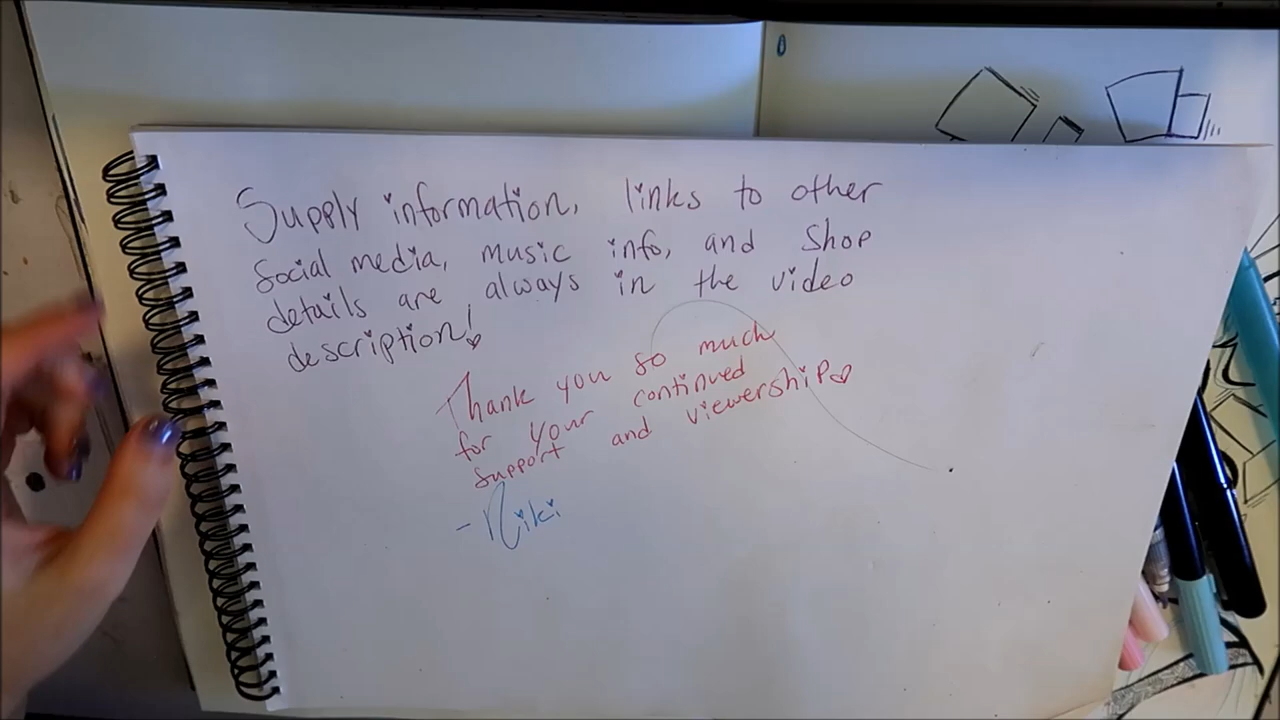 Supply information, links to other
Social media, music info, and Shop
details are always in the video
description!
Thank you so much
for your continued
support and viewership
- Niki